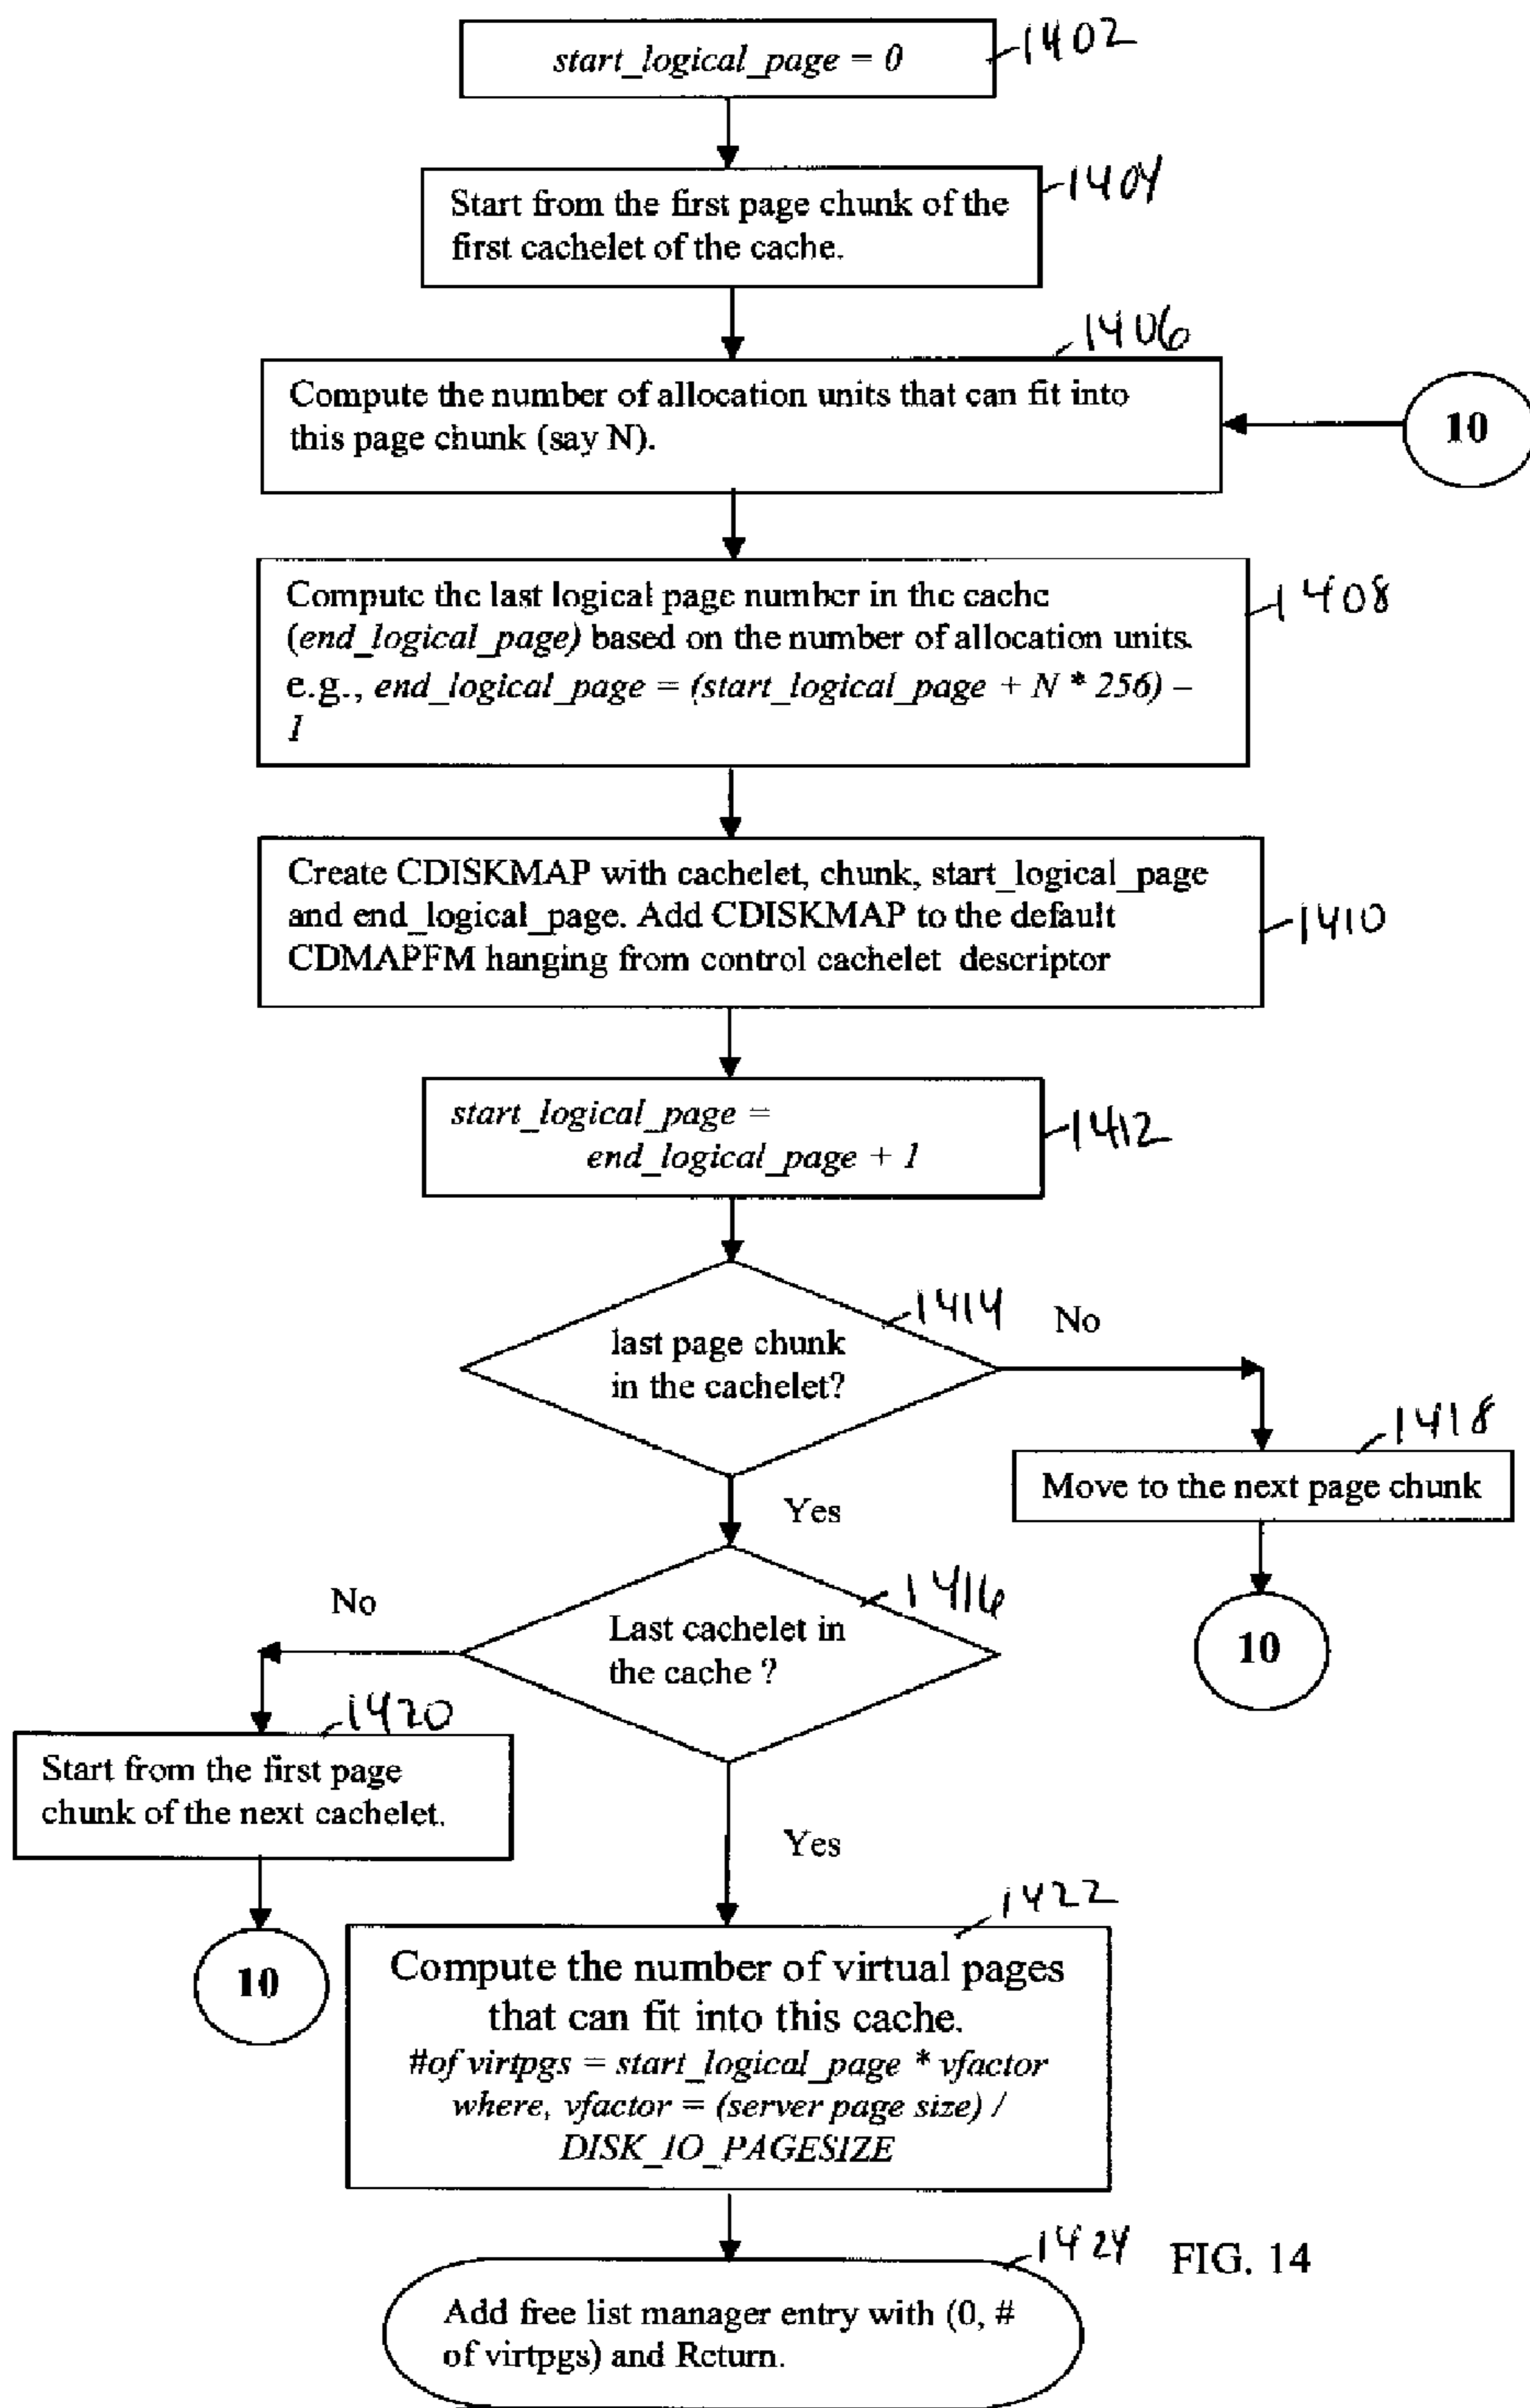 start_logical_page = 0
1402
Start from the first page chunk of the
first cachelet of the cache.
1404
1406
Compute the number of allocation units that can fit into
this page chunk (say N).
10
Compute the last logical page number in the cache
(end_logical_page) based on the number of allocation units.
e.g., end_logical_page = (start_logical_page + N * 256) –
1
1408
Create CDISKMAP with cachelet, chunk, start_logical_page
and end_logical_page. Add CDISKMAP to the default
CDMAPFM hanging from control cachelet descriptor
1410
start_logical_page =
end_logical_page + 1
1412
last page chunk
in the cachelet?
1414
No
1418
Move to the next page chunk
10
Yes
1416
Last cachelet in
the cache ?
No
1420
Start from the first page
chunk of the next cachelet.
10
Yes
1422
Compute the number of virtual pages
that can fit into this cache.
#of virtpgs = start_logical_page * vfactor
where, vfactor = (server page size) /
DISK_IO_PAGESIZE
1424
FIG. 14
Add free list manager entry with (0, #
of virtpgs) and Return.